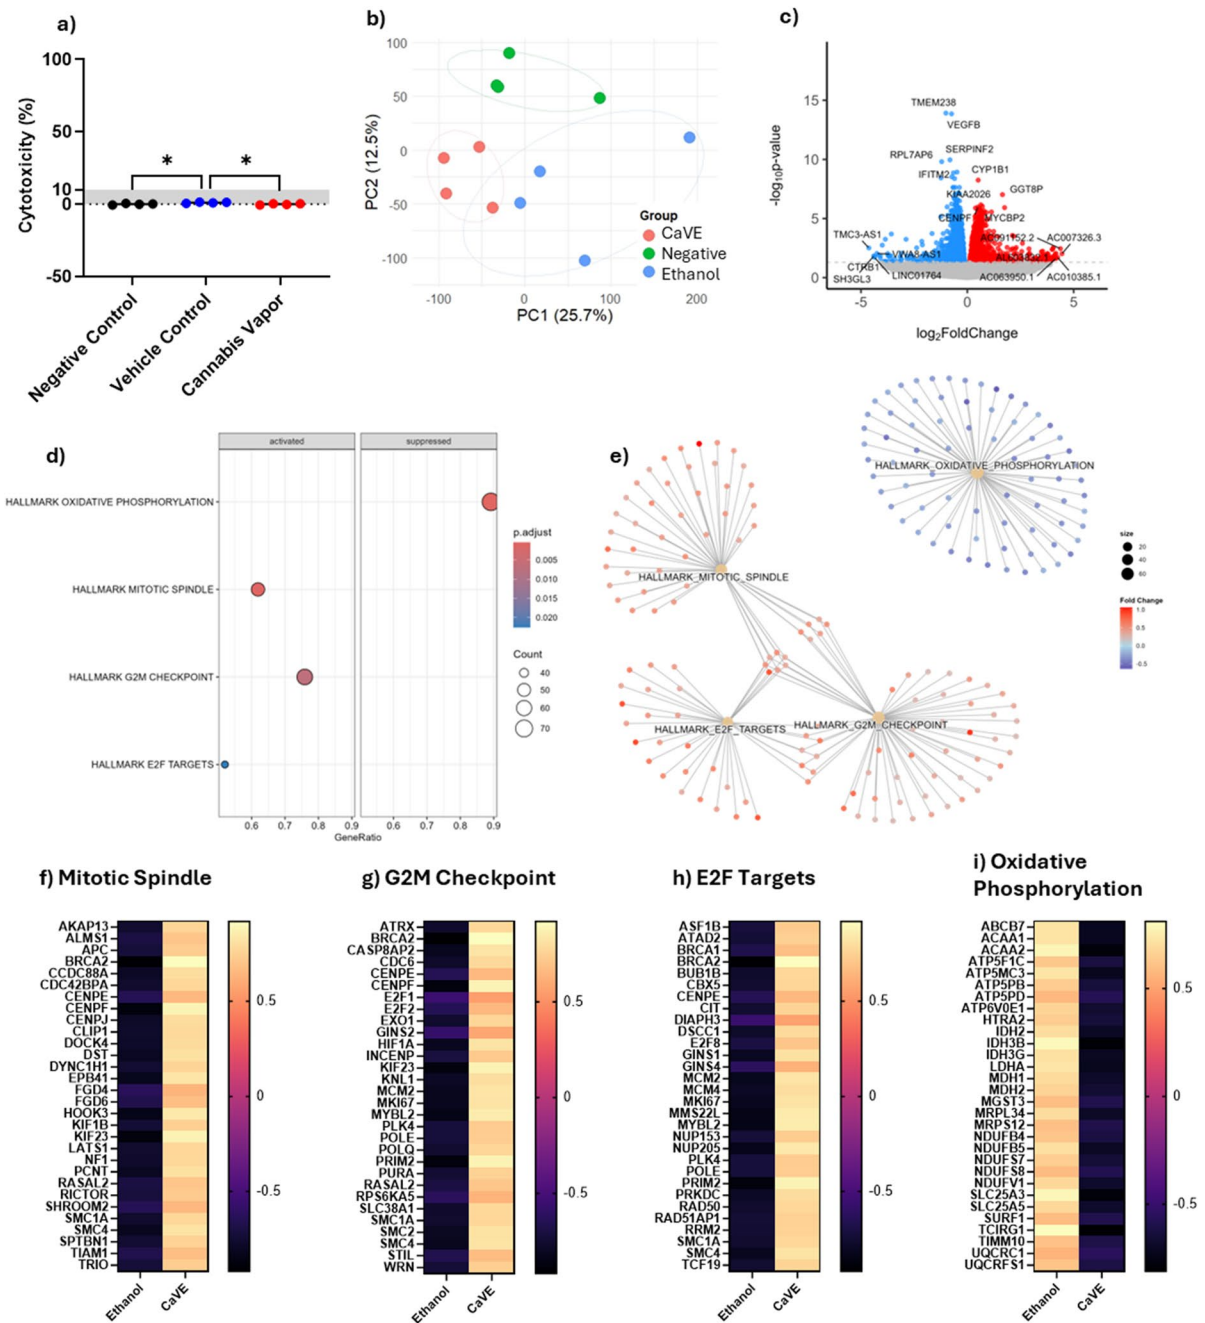 a)
Cytotoxicity (%)
100
50
10
0
-50
*
*
Negative Control
Vehicle Control
Cannabis Vapor
b)
PC2 (12.5%)
100
50
0
-50
-100
-100
0
100
200
PC1 (25.7%)
Group
CaVE
Negative
Ethanol
c)
-log10p-value
15
10
5
0
TMEM238
VEGFB
SERPINF2
RPL7AP6
CYP1B1
IFITM2
GGT8P
KIAA2026
CENPF
MYCBP2
TMC3-AS1
AC091152.2
AC007326.3
VWA8-AS1
CTRB1
LINC01764
AC063950.1
AC010385.1
SH3GL3
-5
0
5
log2FoldChange
d)
activated
suppressed
HALLMARK OXIDATIVE PHOSPHORYLATION
HALLMARK MITOTIC SPINDLE
HALLMARK G2M CHECKPOINT
HALLMARK E2F TARGETS
0.6
0.7
0.8
0.9
0.6
0.7
0.8
0.9
GeneRatio
p.adjust
0.005
0.010
0.015
0.020
Count
40
50
60
70
e)
HALLMARK_OXIDATIVE_PHOSPHORYLATION
HALLMARK_MITOTIC_SPINDLE
HALLMARK_E2F_TARGETS
HALLMARK_G2M_CHECKPOINT
size
20
40
60
Fold Change
1.0
0.5
0.0
-0.5
f) Mitotic Spindle
AKAP13
ALMS1
APC
BRCA2
CCDC88A
CDC42BPA
CENPE
CENPF
CENPJ
CLIP1
DOCK4
DST
DYNC1H1
EPB41
FGD4
FGD6
HOOK3
KIF1B
KIF23
LATS1
NF1
PCNT
RASAL2
RICTOR
SHROOM2
SMC1A
SMC4
SPTBN1
TIAM1
TRIO
Ethanol
CaVE
0.5
0
-0.5
g) G2M Checkpoint
ATRX
BRCA2
CASP8AP2
CDC6
CENPE
CENPF
E2F1
E2F2
EXO1
GINS2
HIF1A
INCENP
KIF23
KNL1
MCM2
MKI67
MYBL2
PLK4
POLE
POLQ
PRIM2
PURA
RASAL2
RPS6KA5
SLC38A1
SMC1A
SMC2
SMC4
STIL
WRN
Ethanol
CaVE
0.5
0
-0.5
h) E2F Targets
ASF1B
ATAD2
BRCA1
BRCA2
BUB1B
CBX5
CENPE
CIT
DIAPH3
DSCC1
E2F8
GINS1
GINS4
MCM2
MCM4
MKI67
MMS22L
MYBL2
NUP153
NUP205
PLK4
POLE
PRIM2
PRKDC
RAD50
RAD51AP1
RRM2
SMC1A
SMC4
TCF19
Ethanol
CaVE
0.5
0
-0.5
i) Oxidative
Phosphorylation
ABCB7
ACAA1
ACAA2
ATP5F1C
ATP5MC3
ATP5PB
ATP5PD
ATP6V0E1
HTRA2
IDH2
IDH3B
IDH3G
LDHA
MDH1
MDH2
MGST3
MRPL34
MRPS12
NDUFB4
NDUFB5
NDUFS7
NDUFS8
NDUFV1
SLC25A3
SLC25A5
SURF1
TCIRG1
TIMM10
UQCRC1
UQCRFS1
Ethanol
CaVE
0.5
0
-0.5